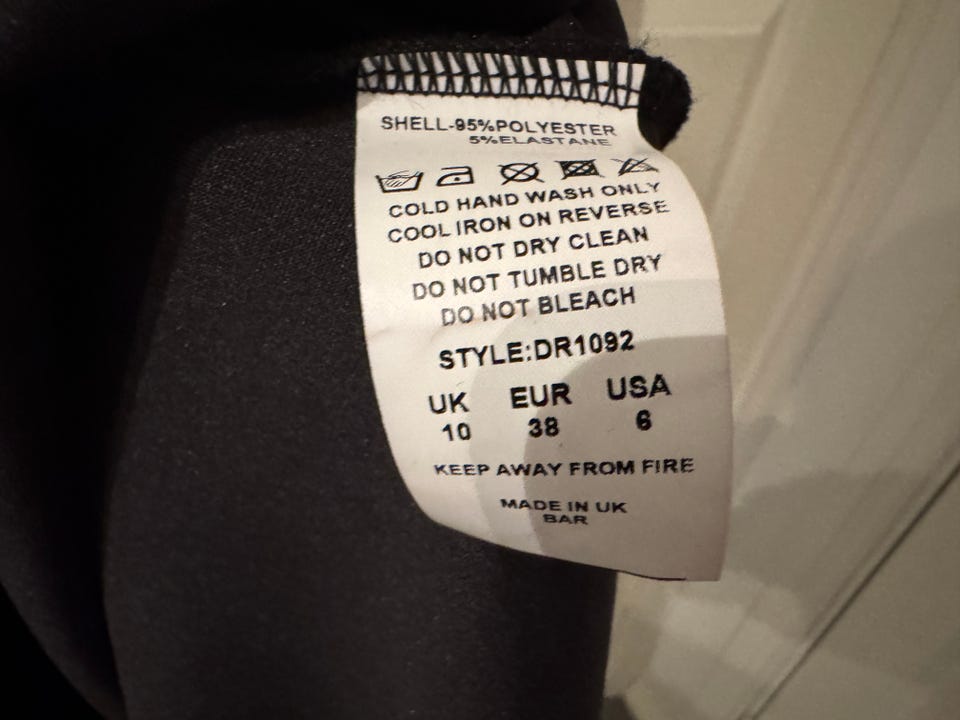 SHELL-95%POLYESTER
5%ELASTANE
COLD HAND WASH ONLY
COOL IRON ON REVERSE
DO NOT DRY CLEAN
DO NOT TUMBLE DRY
DO NOT BLEACH
STYLE:DR1092
UK EUR USA
10 38 6
KEEP AWAY FROM FIRE
MADE IN UK
BAR